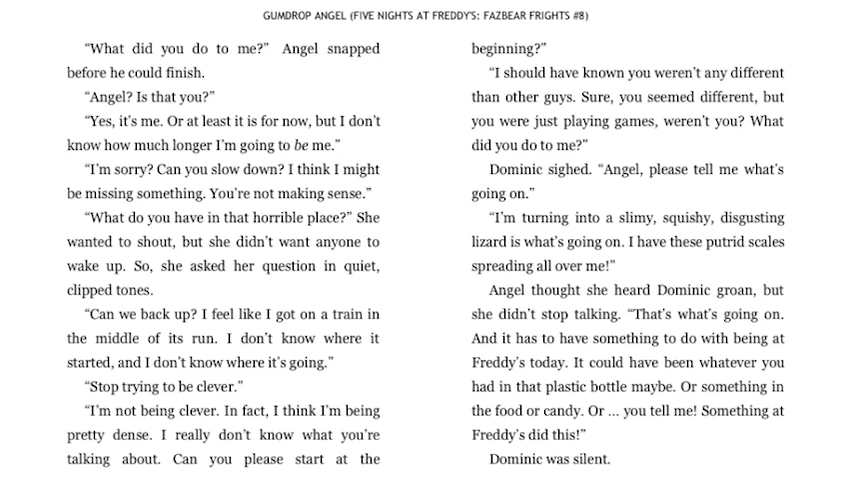 GUMDROP ANGEL (FIVE NIGHTS AT FREDDY'S: FAZBEAR FRIGHTS #8)
“What did you do to me?” Angel snapped
before he could finish.
“Angel? Is that you?”
“Yes, it’s me. Or at least it is for now, but I don’t
know how much longer I’m going to be me.”
“I’m sorry? Can you slow down? I think I might
be missing something. You’re not making sense.”
“What do you have in that horrible place?” She
wanted to shout, but she didn’t want anyone to
wake up. So, she asked her question in quiet,
clipped tones.
“Can we back up? I feel like I got on a train in
the middle of its run. I don’t know where it
started, and I don’t know where it’s going.”
“Stop trying to be clever.”
“I’m not being clever. In fact, I think I’m being
pretty dense. I really don’t know what you’re
talking about. Can you please start at the
beginning?”
“I should have known you weren’t any different
than other guys. Sure, you seemed different, but
you were just playing games, weren’t you? What
did you do to me?”
Dominic sighed. “Angel, please tell me what’s
going on.”
“I’m turning into a slimy, squishy, disgusting
lizard is what’s going on. I have these putrid scales
spreading all over me!”
Angel thought she heard Dominic groan, but
she didn’t stop talking. “That’s what’s going on.
And it has to have something to do with being at
Freddy’s today. It could have been whatever you
had in that plastic bottle maybe. Or something in
the food or candy. Or ... you tell me! Something at
Freddy’s did this!”
Dominic was silent.